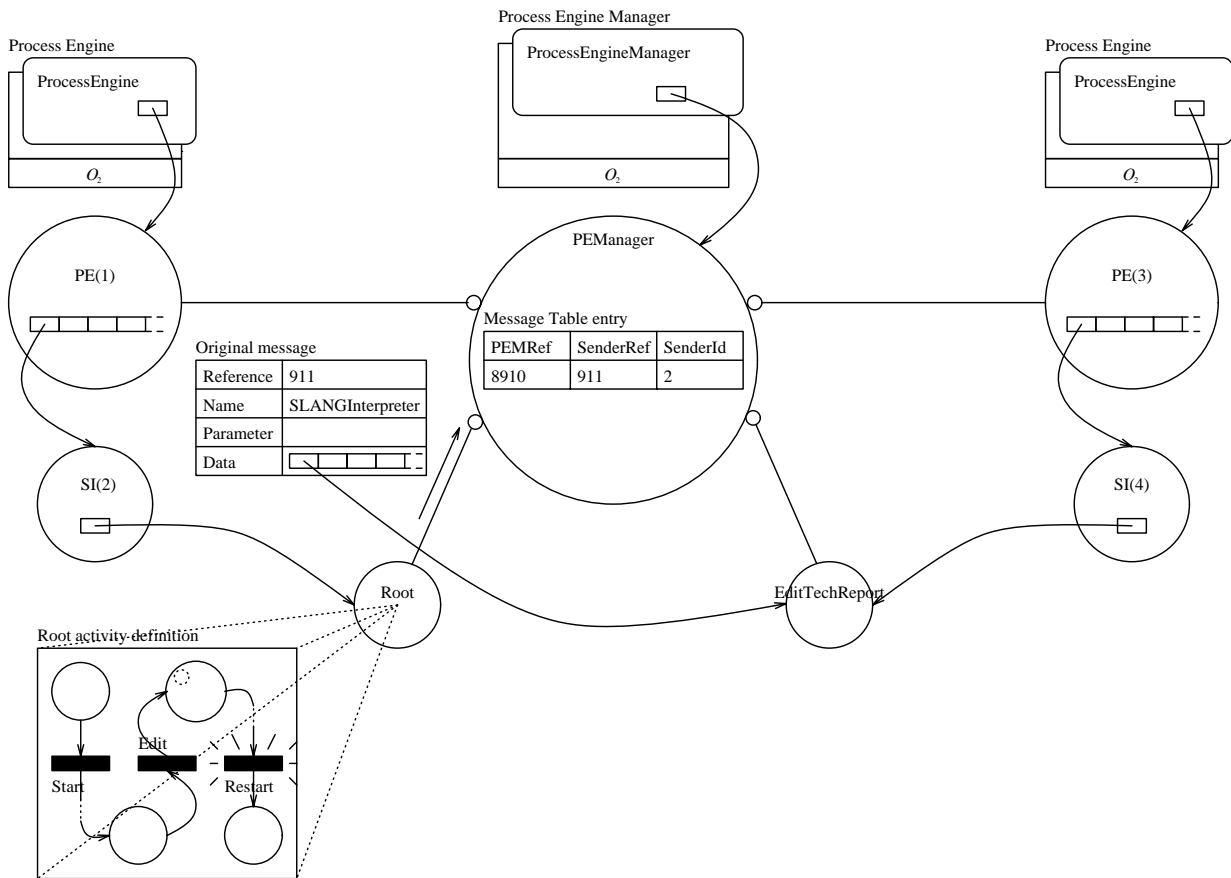 Process Engine Manager
Process Engine
Process Engine
ProcessEngineManager
ProcessEngine
ProcessEngine
O₂
O₂
O₂
PEManager
PE(1)
PE(3)
Message Table entry
PEMRef SenderRef SenderId
8910 911 2
Original message
Reference 911
Name SLANGInterpreter
Parameter
Data
SI(2)
SI(4)
Root
EditTechReport
Root activity definition
Edit
Start
Restart